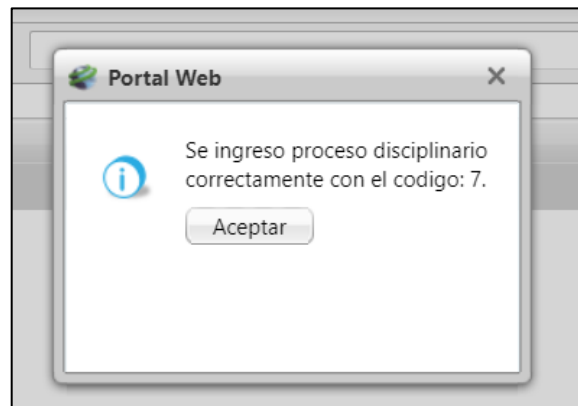 Portal Web
Se ingreso proceso disciplinario
correctamente con el codigo: 7.
Aceptar